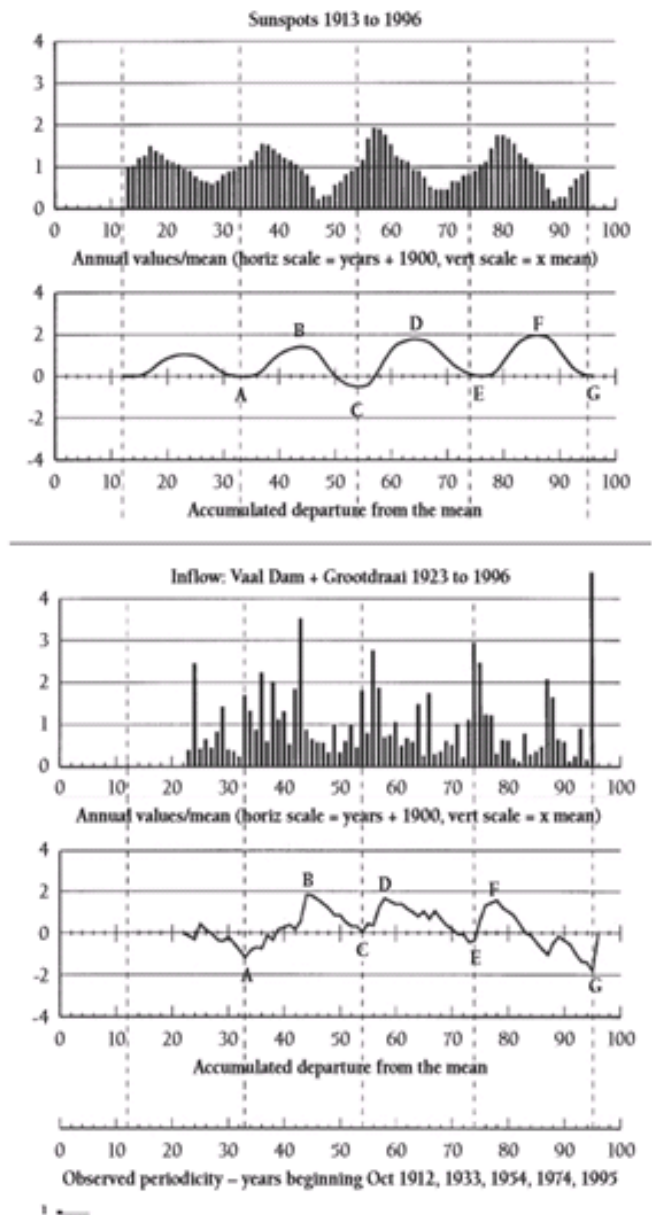 Sunspots 1913 to 1996
4
3
2
1
0
0 10 20 30 40 50 60 70 80 90 100
Annual values/mean (horiz scale = years + 1900, vert scale = x mean)
4
2
0
-2
-4
A B C D E F G
0 10 20 30 40 50 60 70 80 90 100
Accumulated departure from the mean
Inflow: Vaal Dam + Grootdraai 1923 to 1996
4
3
2
1
0
0 10 20 30 40 50 60 70 80 90 100
Annual values/mean (horiz scale = years + 1900, vert scale = x mean)
4
2
0
-2
-4
A B C D E F G
0 10 20 30 40 50 60 70 80 90 100
Accumulated departure from the mean
0 10 20 30 40 50 60 70 80 90 100
Observed periodicity – years beginning Oct 1912, 1933, 1954, 1974, 1995